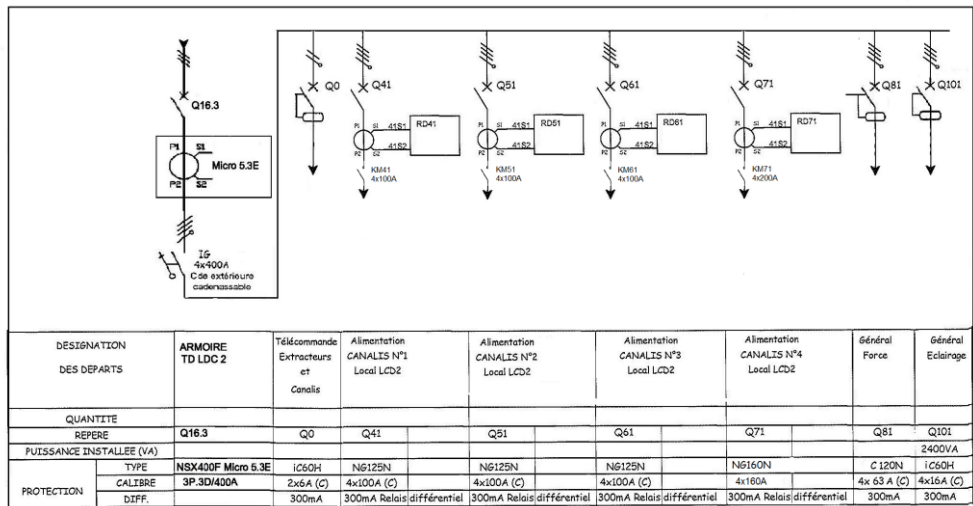 Q16.3
P1 S1
Micro 5.3E
P2 S2
IG
4x400A
Cde extérieure
cadenassable
Q0
Q41
P1 S1 41S1 RD41
P2 S2 41S2
KM41
4x100A
Q51
P1 S1 41S1 RD51
P2 S2 41S2
KM51
4x100A
Q61
P1 S1 41S1 RD61
P2 S2 41S2
KM61
4x100A
Q71
P1 S1 41S1 RD71
P2 S2 41S2
KM71
4x200A
Q81
Q101
DESIGNATION
DES DEPARTS
ARMOIRE
TD LDC 2
Télécommande
Extracteurs
et
Canalis
Alimentation
CANALIS N°1
Local LCD2
Alimentation
CANALIS N°2
Local LCD2
Alimentation
CANALIS N°3
Local LCD2
Alimentation
CANALIS N°4
Local LCD2
Général
Force
Général
Eclairage
QUANTITE
REPERE Q16.3 Q0 Q41 Q51 Q61 Q71 Q81 Q101
PUISSANCE INSTALLEE (VA) 2400VA
PROTECTION
TYPE NSX400F Micro 5.3E iC60H NG125N NG125N NG125N NG160N C120N iC60H
CALIBRE 3P.3D/400A 2x6A (C) 4x100A (C) 4x100A (C) 4x100A (C) 4x160A 4x 63 A (C) 4x16A (C)
DIFF. 300mA 300mA Relais différentiel 300mA Relais différentiel 300mA Relais différentiel 300mA Relais différentiel 300mA 300mA